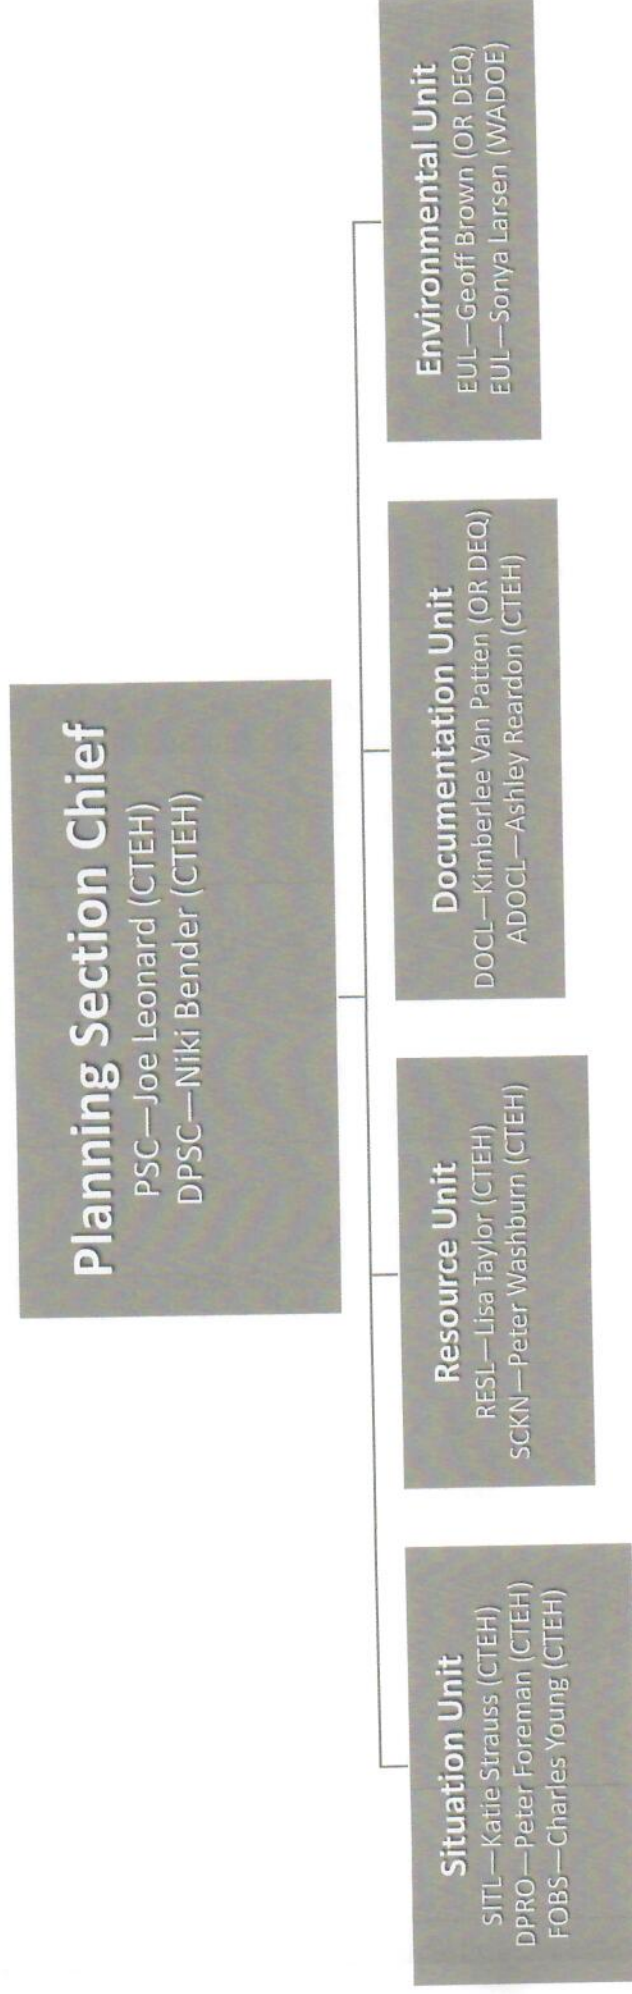 Planning Section Chief
PSC—Joe Leonard (CTEH)
DPSC—Niki Bender (CTEH)
Situation Unit
SITL—Katie Strauss (CTEH)
DPRO—Peter Foreman (CTEH)
FOBS—Charles Young (CTEH)
Resource Unit
RESL—Lisa Taylor (CTEH)
SCKN—Peter Washburn (CTEH)
Documentation Unit
DOCL—Kimberlee Van Patten (OR DEQ)
ADOCL—Ashley Reardon (CTEH)
Environmental Unit
EUL—Geoff Brown (OR DEQ)
EUL—Sonya Larsen (WADOE)